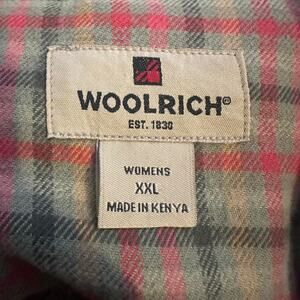 WOOLRICH®
EST. 1830
WOMENS
XXL
MADE IN KENYA